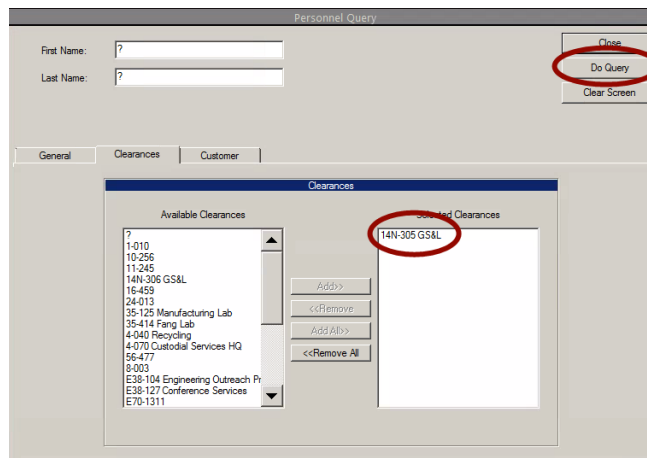 Personnel Query
First Name:
?
Close
Do Query
Last Name:
?
Clear Screen
General
Clearances
Customer
Clearances
Available Clearances
Selected Clearances
?
1-010
10-256
11-245
14N-306 GS&L
16-459
24-013
35-125 Manufacturing Lab
35-414 Fang Lab
4-040 Recycling
4-070 Custodial Services HQ
56-477
8-003
E38-104 Engineering Outreach Pr
E38-127 Conference Services
E70-1311
Add>>
<<Remove
Add All>>
<<Remove All
14N-305 GS&L